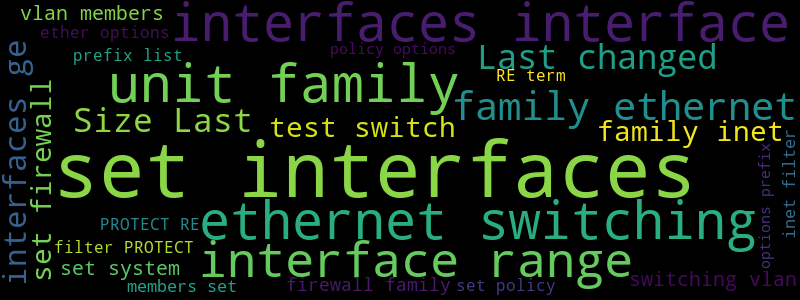 vlan members
interfaces interface
ether options
policy options
prefix list
Last changed
RE term
unit family
family ethernet
Size Last
test switch
family inet
set interfaces
interfaces ge
set firewall
inet filter
options prefix
PROTECT RE
ethernet switching
filter PROTECT
interface range
set system
switching vlan
members set
firewall family
set policy